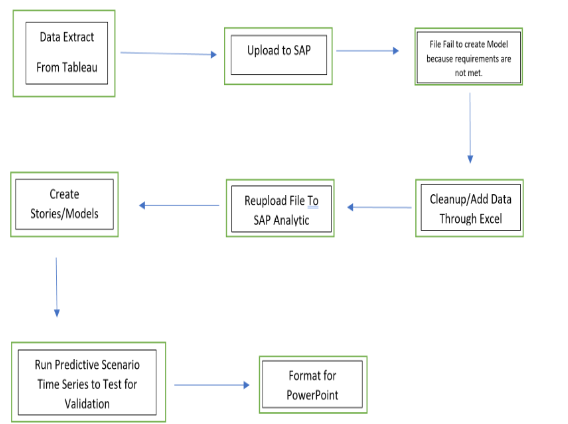 Data Extract
From Tableau
Upload to SAP
File Fail to create Model
because requirements are
not met.
Create
Stories/Models
Reupload File To
SAP Analytic
Cleanup/Add Data
Through Excel
Run Predictive Scenario
Time Series to Test for
Validation
Format for
PowerPoint